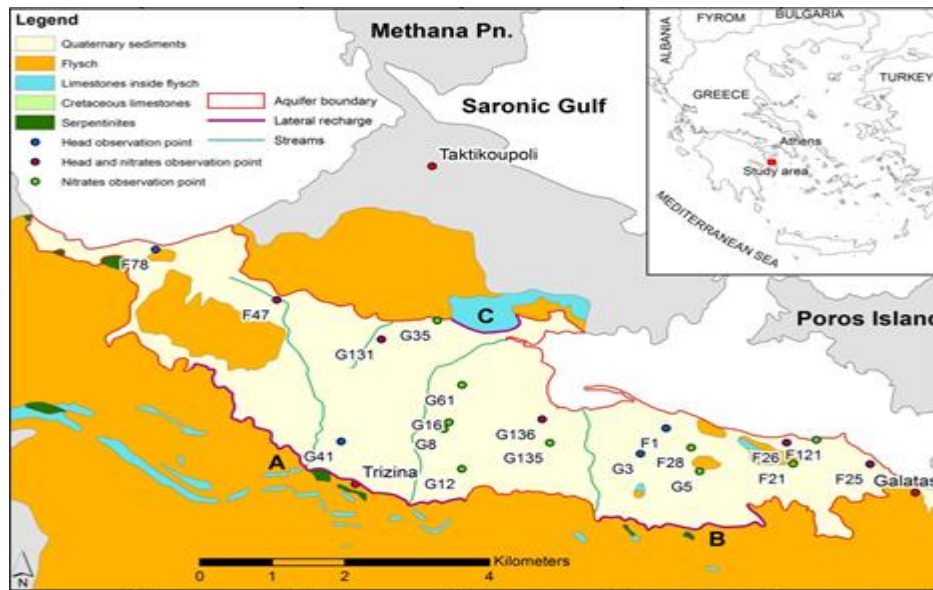 Legend
Quaternary sediments
Flysch
Limestones inside flysch
Cretaceous limestones
Serpentinites
Head observation point
Head and nitrates observation point
Nitrates observation point
Aquifer boundary
Lateral recharge
Streams
Methana Pn.
Saronic Gulf
Taktikoupoli
ALBANIA
FYROM
BULGARIA
TURKEY
GREECE
Athens
Study area
MEDITERRANEAN SEA
Poros Island
F78
F47
G35
C
G131
G61
G16
G8
G136
G135
G41
A
Trizina
G12
F1
G3
F28
G5
F26
F121
F21
F25
Galatas
B
Kilometers
0 1 2 4
N